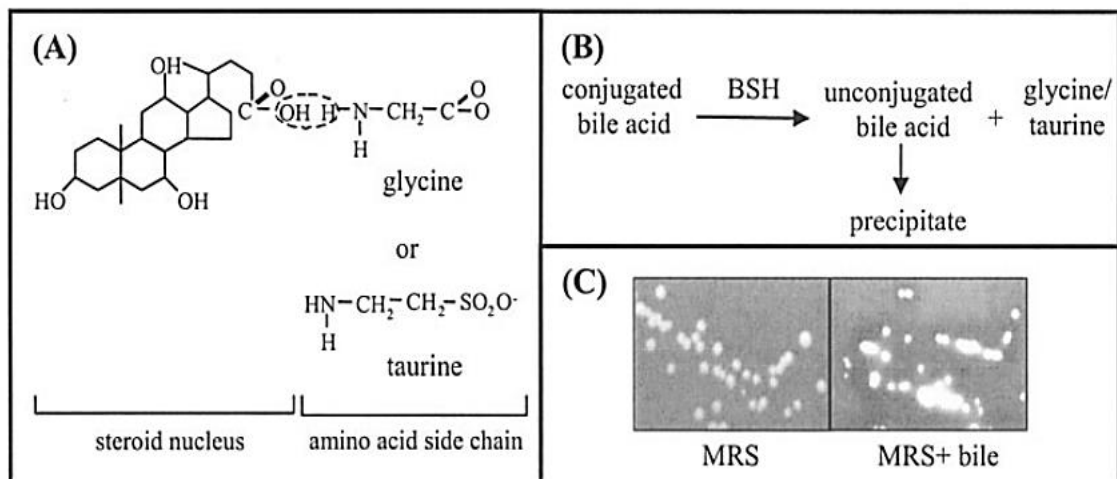 (A)
OH
O
C
OH H
N
CH₂
C
O
O
H
glycine
HO
OH
or
HN
CH₂
CH₂
SO₂O⁻
H
taurine
steroid nucleus
amino acid side chain
(B)
conjugated
bile acid
BSH
unconjugated
bile acid
+
glycine/
taurine
precipitate
(C)
MRS
MRS+ bile